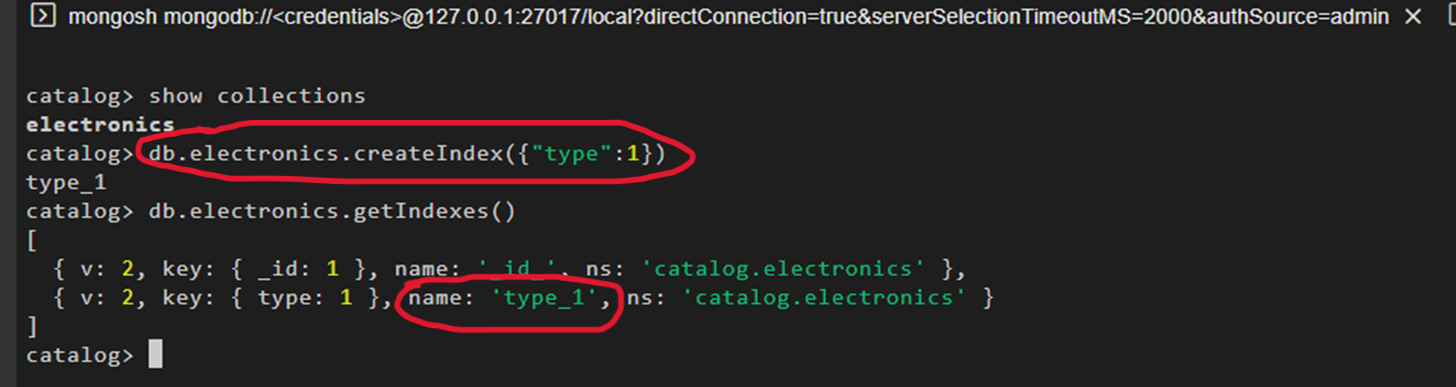 mongosh mongodb://<credentials>@127.0.0.1:27017/local?directConnection=true&serverSelectionTimeoutMS=2000&authSource=admin
catalog> show collections
electronics
catalog> db.electronics.createIndex({"type":1})
type_1
catalog> db.electronics.getIndexes()
[
  { v: 2, key: { _id: 1 }, name: '_id_', ns: 'catalog.electronics' },
  { v: 2, key: { type: 1 }, name: 'type_1', ns: 'catalog.electronics' }
]
catalog>